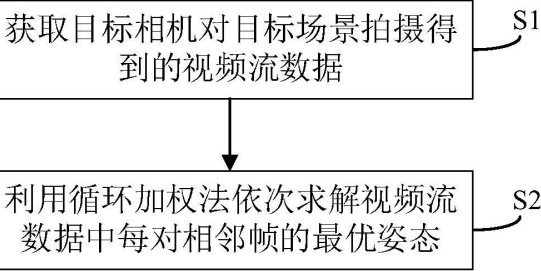 获取目标相机对目标场景拍摄得
到的视频流数据
S1
利用循环加权法依次求解视频流
数据中每对相邻帧的最优姿态
S2